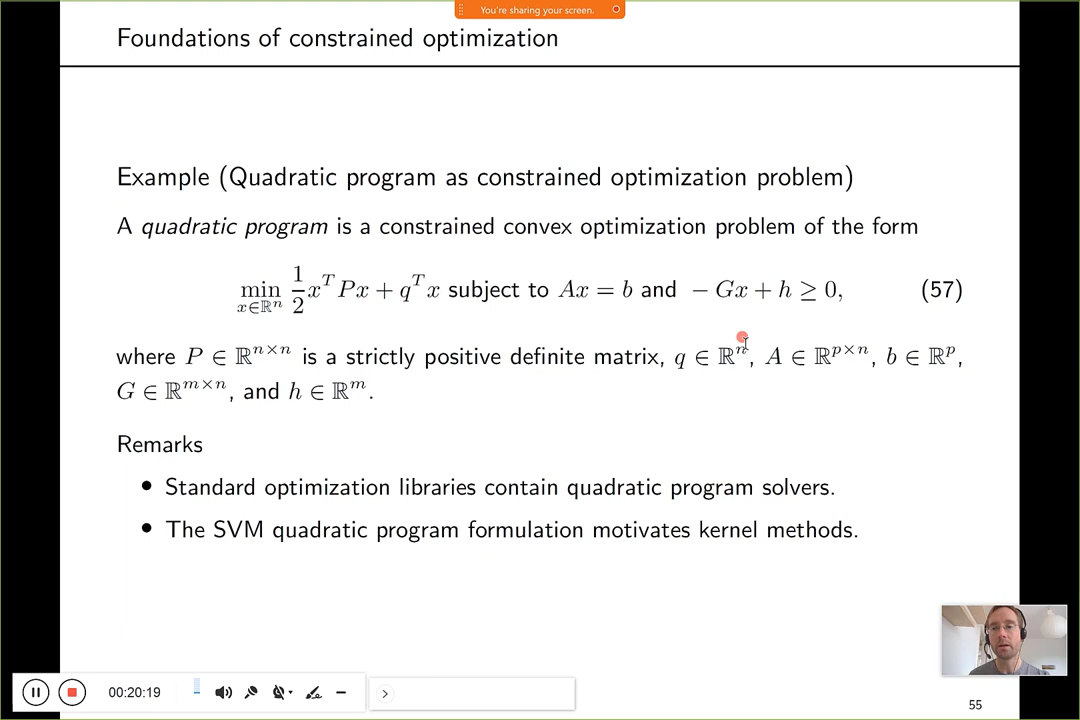 You're sharing your screen.
Foundations of constrained optimization
Example (Quadratic program as constrained optimization problem)
A quadratic program is a constrained convex optimization problem of the form
min_{x∈ℝⁿ} 1/2 x^T Px + q^T x subject to Ax = b and − Gx + h ≥ 0, (57)
where P ∈ ℝ^{n×n} is a strictly positive definite matrix, q ∈ ℝ^n, A ∈ ℝ^{p×n}, b ∈ ℝ^p,
G ∈ ℝ^{m×n}, and h ∈ ℝ^m.
Remarks
• Standard optimization libraries contain quadratic program solvers.
• The SVM quadratic program formulation motivates kernel methods.
00:20:19
55